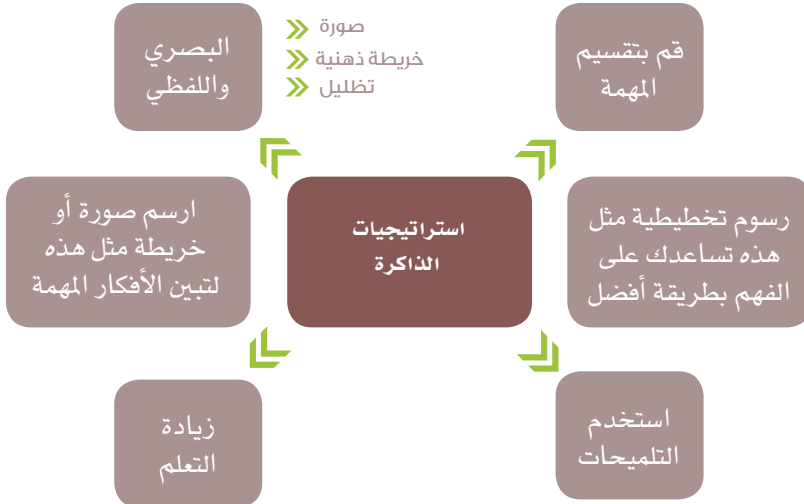 قم بتقسيم
المهمة
صورة
خريطة ذهنية
تظليل
البصري
واللفظي
رسوم تخطيطية مثل
هذه تساعدك على
الفهم بطريقة أفضل
استراتيجيات
الذاكرة
ارسم صورة أو
خريطة مثل هذه
لتبين الأفكار المهمة
استخدم
التلميحات
زيادة
التعلم